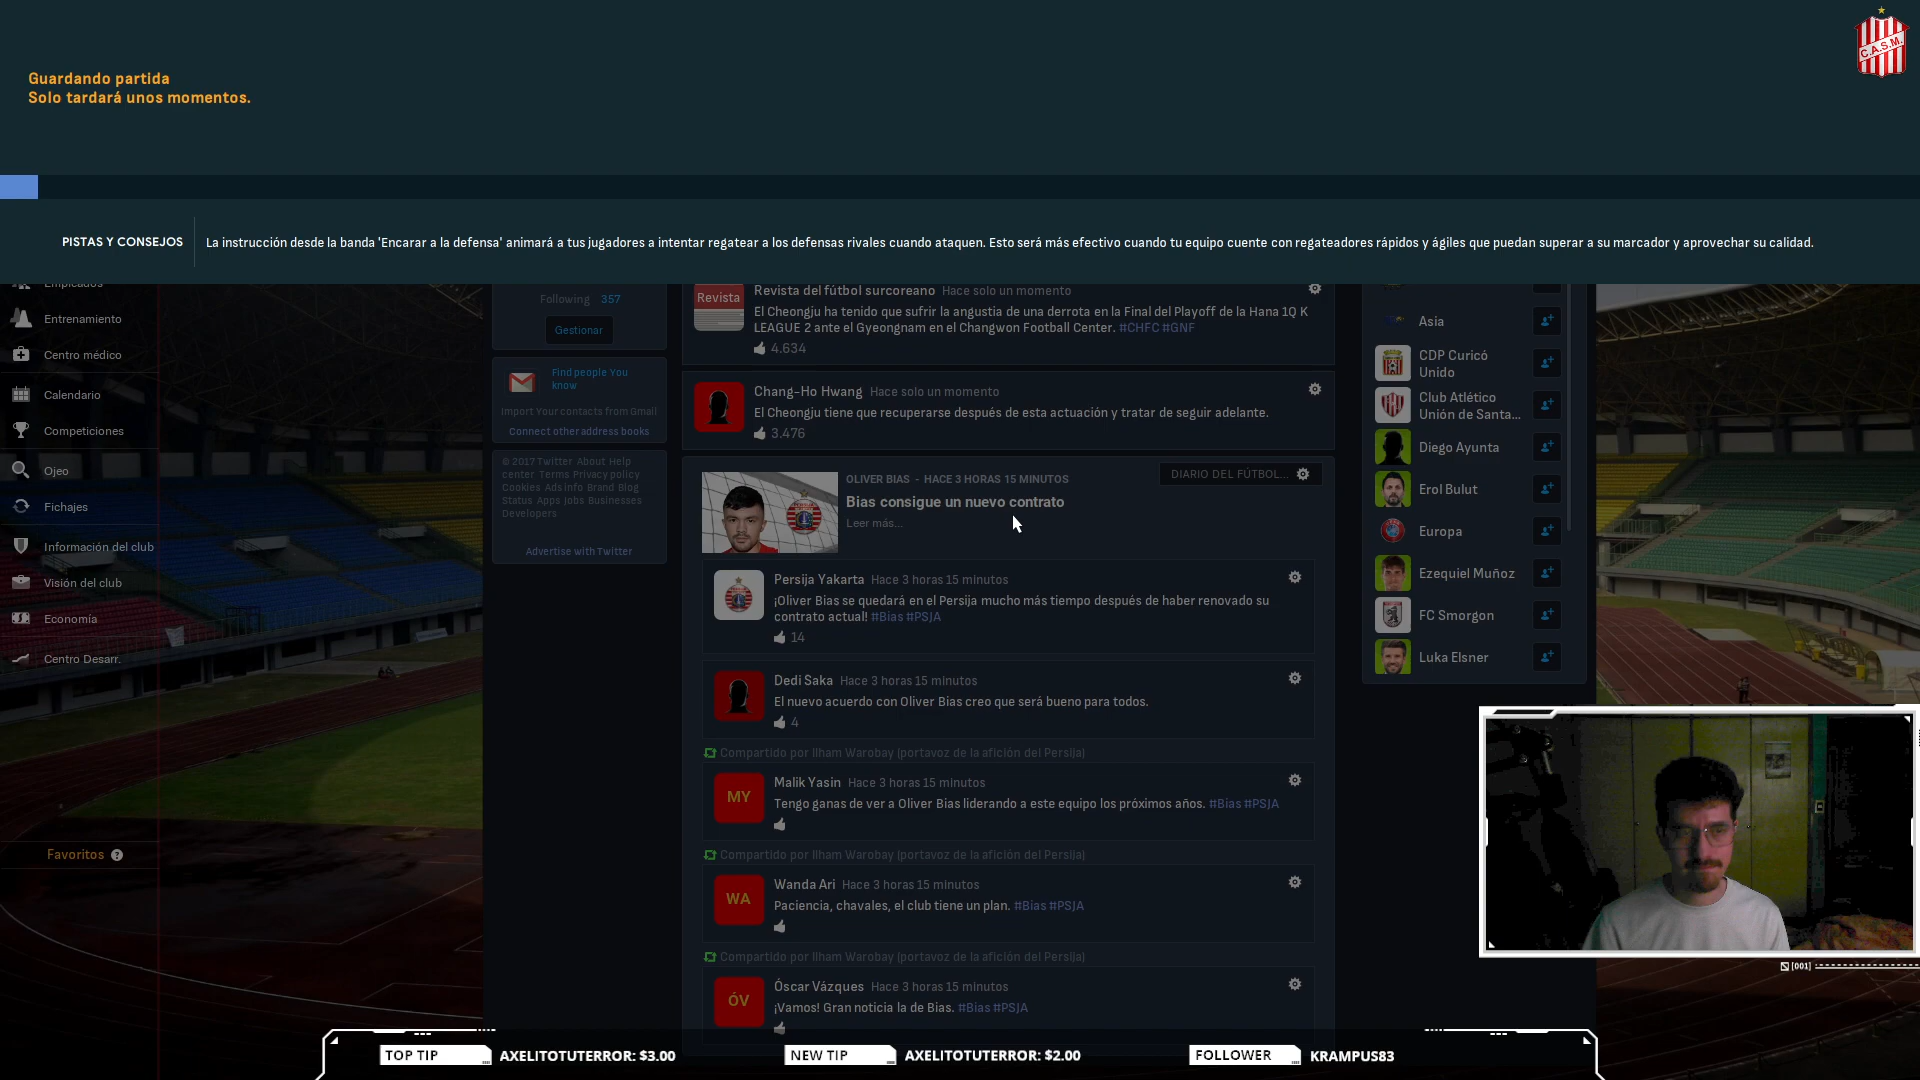 C.A.S.M.
Guardando partida
Solo tardará unos momentos.
PISTAS Y CONSEJOS
La instrucción desde la banda 'Encarar a la defensa' animará a tus jugadores a intentar regatear a los defensas rivales cuando ataquen. Esto será más efectivo cuando tu equipo cuente con regateadores rápidos y ágiles que puedan superar a su marcador y aprovechar su calidad.
Empleados
Entrenamiento
Centro médico
Calendario
Competiciones
Ojeo
Fichajes
Información del club
Visión del club
Economía
Centro Desarr.
Favoritos ?
Following 357
Gestionar
Find people You
know
Import Your contacts from Gmail
Connect other address books
© 2017 Twitter About Help
center Terms Privacy policy
Cookies Ads info Brand Blog
Status Apps Jobs Businesses
Developers
Advertise with Twitter
Revista
Revista del fútbol surcoreano Hace solo un momento
El Cheongju ha tenido que sufrir la angustia de una derrota en la Final del Playoff de la Hana 1Q K
LEAGUE 2 ante el Gyeongnam en el Changwon Football Center. #CHFC #GNF
4.634
Chang-Ho Hwang Hace solo un momento
El Cheongju tiene que recuperarse después de esta actuación y tratar de seguir adelante.
3.476
OLIVER BIAS - HACE 3 HORAS 15 MINUTOS
DIARIO DEL FÚTBOL...
Bias consigue un nuevo contrato
Leer más...
Persija Yakarta Hace 3 horas 15 minutos
¡Oliver Bias se quedará en el Persija mucho más tiempo después de haber renovado su
contrato actual! #Bias #PSJA
14
Dedi Saka Hace 3 horas 15 minutos
El nuevo acuerdo con Oliver Bias creo que será bueno para todos.
4
Compartido por Ilham Warobay (portavoz de la afición del Persija)
MY
Malik Yasin Hace 3 horas 15 minutos
Tengo ganas de ver a Oliver Bias liderando a este equipo los próximos años. #Bias #PSJA
Compartido por Ilham Warobay (portavoz de la afición del Persija)
WA
Wanda Ari Hace 3 horas 15 minutos
Paciencia, chavales, el club tiene un plan. #Bias #PSJA
Compartido por Ilham Warobay (portavoz de la afición del Persija)
ÓV
Óscar Vázques Hace 3 horas 15 minutos
¡Vamos! Gran noticia la de Bias. #Bias #PSJA
Asia
CDP Curicó
Unido
Club Atlético
Unión de Santa...
Diego Ayunta
Erol Bulut
Europa
Ezequiel Muñoz
FC Smorgon
Luka Elsner
[001]
TOP TIP
AXELITOTUTERROR: $3.00
NEW TIP
AXELITOTUTERROR: $2.00
FOLLOWER
KRAMPUS83